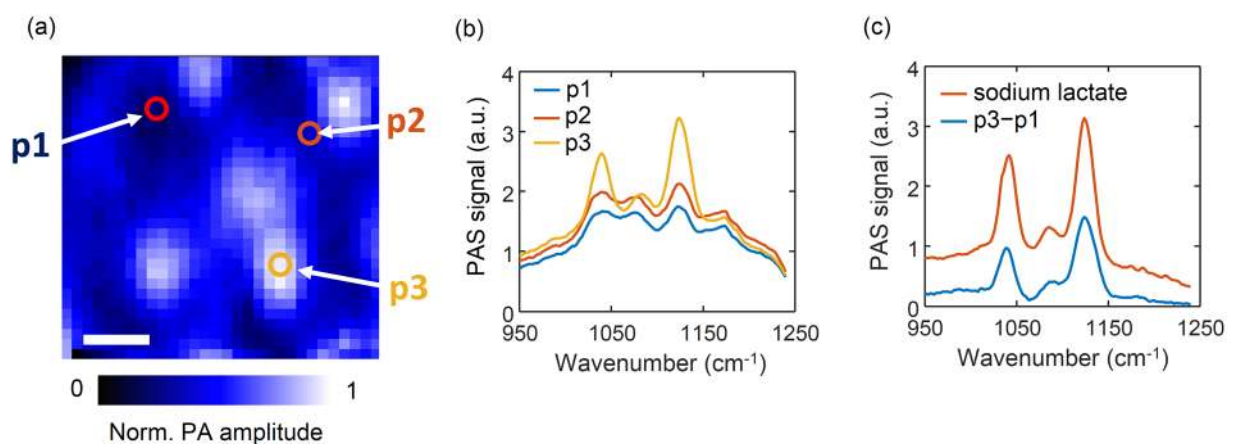 (a)
p1
p2
p3
0
1
Norm. PA amplitude
(b)
4
3
2
1
0
PAS signal (a.u.)
p1
p2
p3
950
1050
1150
1250
Wavenumber (cm⁻¹)
(c)
4
3
2
1
0
PAS signal (a.u.)
sodium lactate
p3−p1
950
1050
1150
1250
Wavenumber (cm⁻¹)